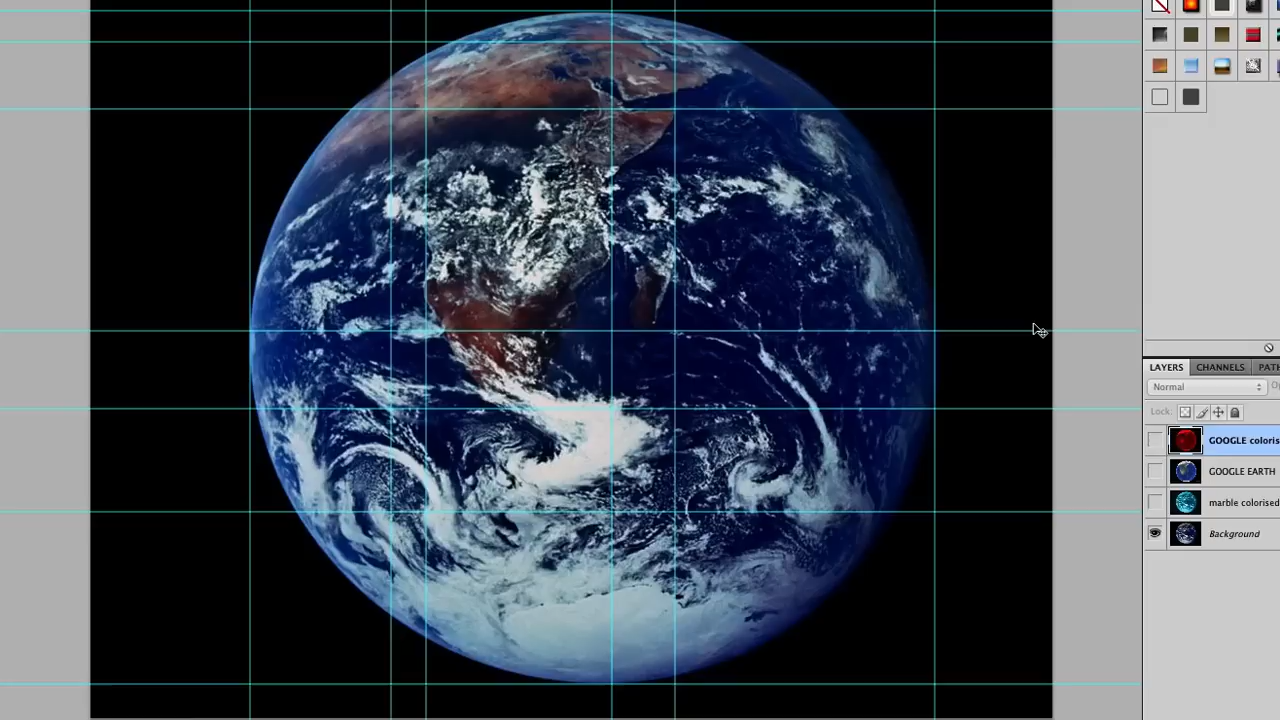 LAYERS CHANNELS PATH
Normal
Lock:
GOOGLE coloris
GOOGLE EARTH
marble colorised
Background